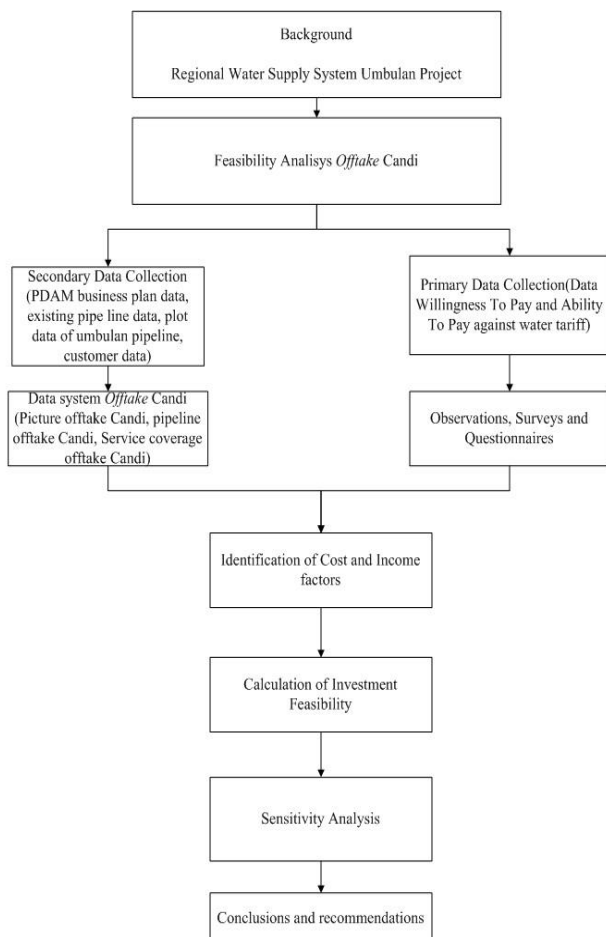 Background
Regional Water Supply System Umbulan Project
Feasibility Analisys Offtake Candi
Secondary Data Collection
(PDAM business plan data,
existing pipe line data, plot
data of umbulan pipeline,
customer data)
Primary Data Collection(Data
Willingness To Pay and Ability
To Pay against water tariff)
Data system Offtake Candi
(Picture offtake Candi, pipeline
offtake Candi, Service coverage
offtake Candi)
Observations, Surveys and
Questionnaires
Identification of Cost and Income
factors
Calculation of Investment
Feasibility
Sensitivity Analysis
Conclusions and recommendations